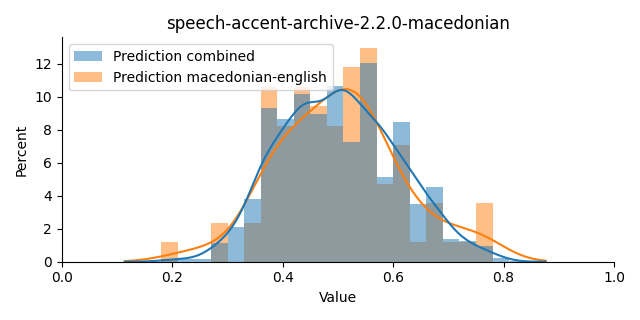 speech-accent-archive-2.2.0-macedonian
Prediction combined
Prediction macedonian-english
Percent
12
10
8
6
4
2
0
0.0 0.2 0.4 0.6 0.8 1.0
Value